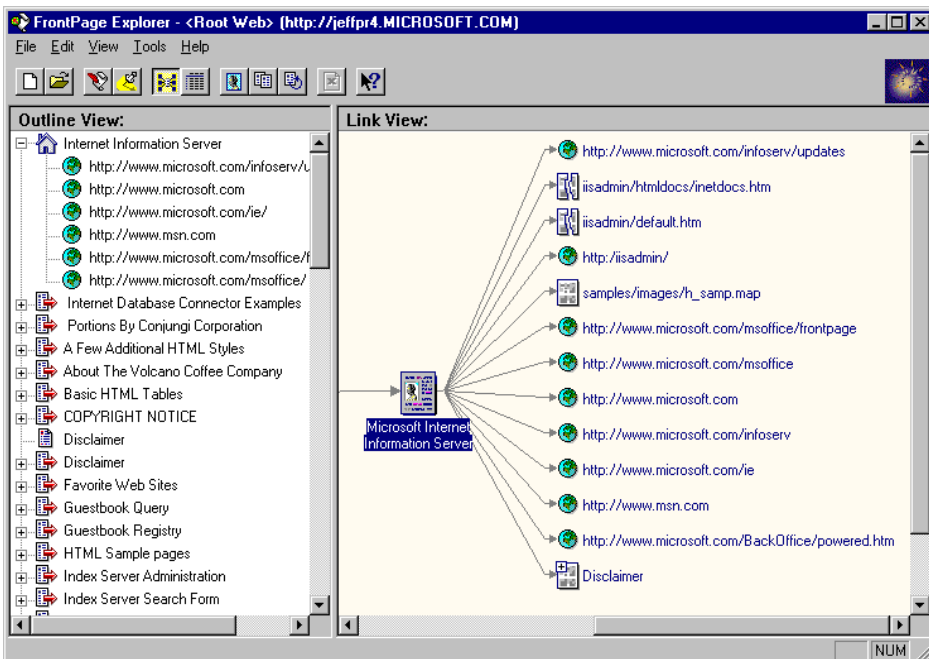 FrontPage Explorer - <Root Web> (http://jeffpr4.MICROSOFT.COM)
File Edit View Tools Help
Outline View:
Internet Information Server
http://www.microsoft.com/infoserv/u
http://www.microsoft.com
http://www.microsoft.com/ie/
http://www.msn.com
http://www.microsoft.com/msoffice/f
http://www.microsoft.com/msoffice/
Internet Database Connector Examples
Portions By Conjungi Corporation
A Few Additional HTML Styles
About The Volcano Coffee Company
Basic HTML Tables
COPYRIGHT NOTICE
Disclaimer
Disclaimer
Favorite Web Sites
Guestbook Query
Guestbook Registry
HTML Sample pages
Index Server Administration
Index Server Search Form
Link View:
Microsoft Internet
Information Server
http://www.microsoft.com/infoserv/updates
iisadmin/htmldocs/inetdocs.htm
iisadmin/default.htm
http:/iisadmin/
samples/images/h_samp.map
http://www.microsoft.com/msoffice/frontpage
http://www.microsoft.com/msoffice
http://www.microsoft.com
http://www.microsoft.com/infoserv
http://www.microsoft.com/ie
http://www.msn.com
http://www.microsoft.com/BackOffice/powered.htm
Disclaimer
NUM